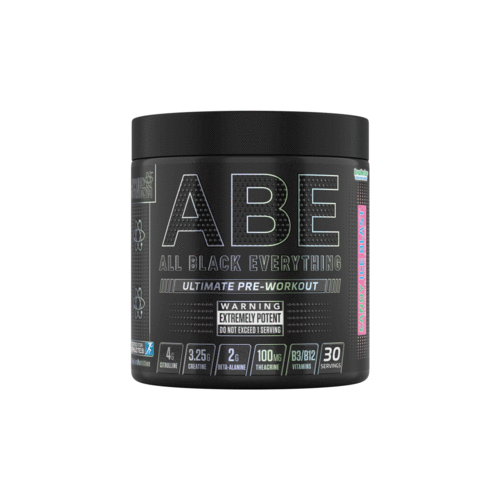 ABE
ALL BLACK EVERYTHING
ULTIMATE PRE-WORKOUT
WARNING
EXTREMELY POTENT
DO NOT EXCEED 1 SERVING
4G
CITRULLINE
3.25G
CREATINE
2G
BETA-ALANINE
100MG
THEACRINE
B3/B12
VITAMINS
30
SERVINGS